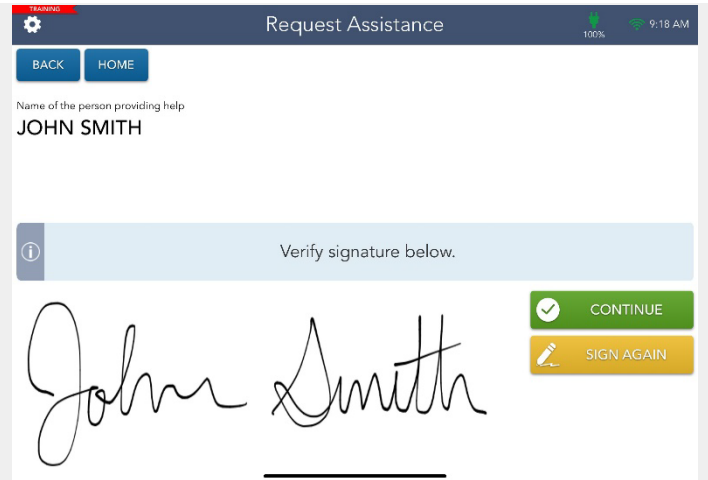 TRAINING
Request Assistance
100%
9:18 AM
BACK
HOME
Name of the person providing help
JOHN SMITH
Verify signature below.
CONTINUE
SIGN AGAIN
John Smith